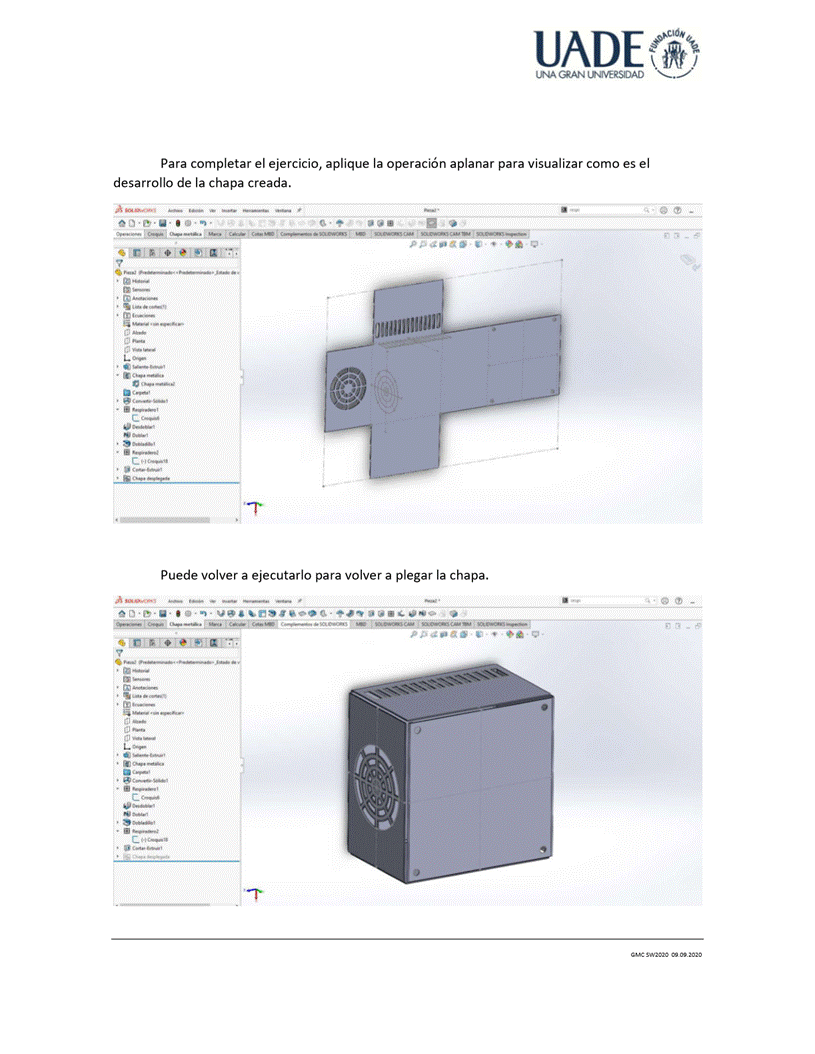 UADE
UNA GRAN UNIVERSIDAD
FUNDACIÓN UADE
Para completar el ejercicio, aplique la operación aplanar para visualizar como es el
desarrollo de la chapa creada.
SOLIDWORKS Archivo Edición Ver Insertar Herramientas Ventana Pieza2 *
Operaciones Croquis Chapa metálica Marca Calcular Cotas MBD Complementos de SOLIDWORKS MBD SOLIDWORKS CAM SOLIDWORKS CAM TBM SOLIDWORKS Inspection
Pieza2 (Predeterminado<<Predeterminado>_Estado de v
Historial
Sensores
Anotaciones
Lista de cortes(1)
Ecuaciones
Material <sin especificar>
Alzado
Planta
Vista lateral
Origen
Saliente-Extruir1
Chapa metálica
Chapa metálica2
Carpeta1
Convertir-Sólido1
Respiradero1
Croquis8
Desdoblar1
Doblar1
Dobladillo1
Respiradero2
(-) Croquis18
Cortar-Extruir1
Chapa desplegada
Puede volver a ejecutarlo para volver a plegar la chapa.
SOLIDWORKS Archivo Edición Ver Insertar Herramientas Ventana Pieza2 *
Operaciones Croquis Chapa metálica Marca Calcular Cotas MBD Complementos de SOLIDWORKS MBD SOLIDWORKS CAM SOLIDWORKS CAM TBM SOLIDWORKS Inspection
Pieza2 (Predeterminado<<Predeterminado>_Estado de v
Historial
Sensores
Anotaciones
Lista de cortes(1)
Ecuaciones
Material <sin especificar>
Alzado
Planta
Vista lateral
Origen
Saliente-Extruir1
Chapa metálica
Carpeta1
Convertir-Sólido1
Respiradero1
Croquis8
Desdoblar1
Doblar1
Dobladillo1
Respiradero2
(-) Croquis18
Cortar-Extruir1
Chapa desplegada
GMC SW2020 09.09.2020